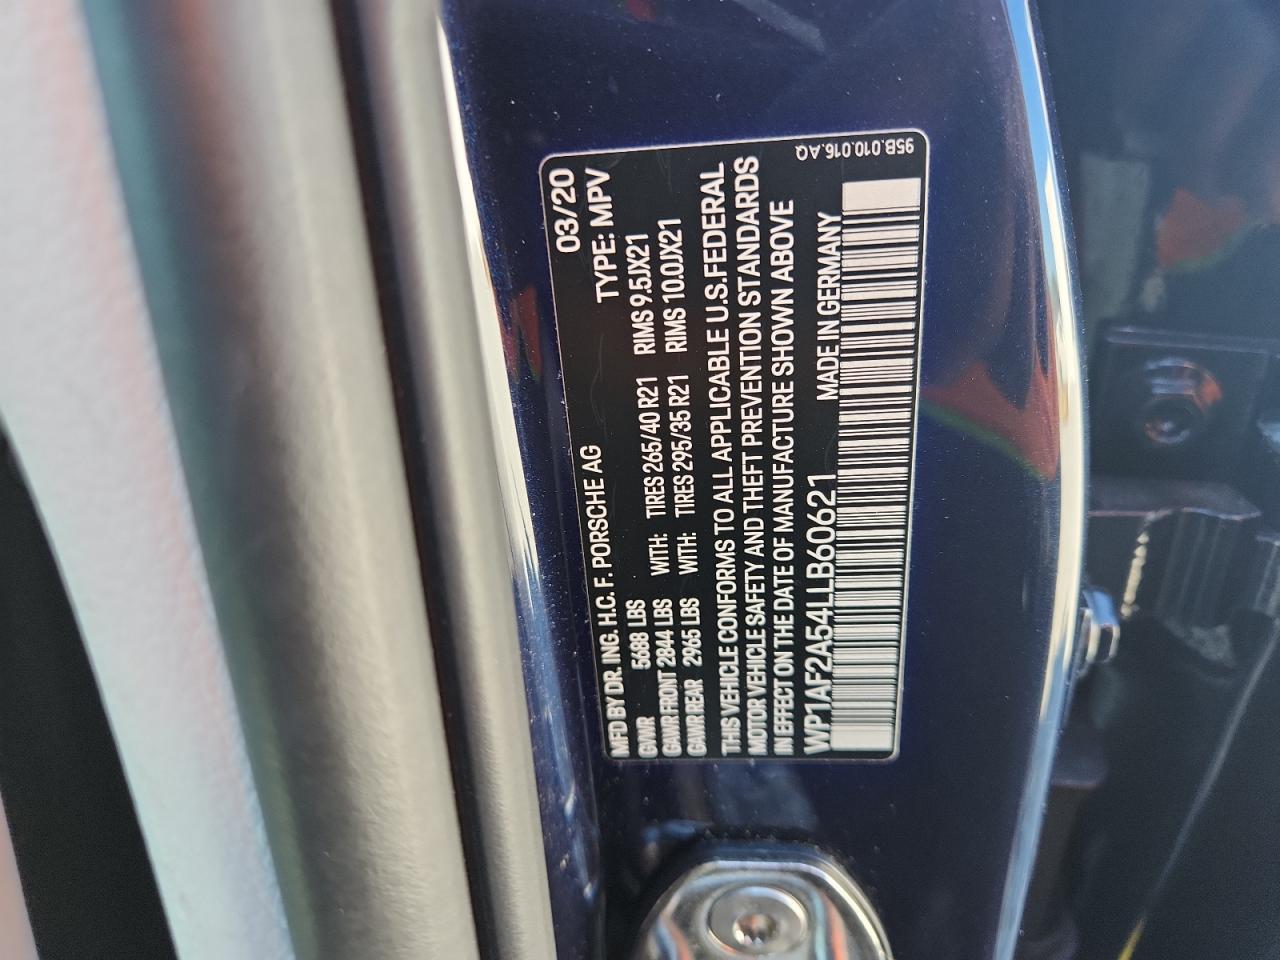 MFD BY DR. ING. H.C. F. PORSCHE AG 03/20
GVWR 5688 LBS TYPE: MPV
GAWR FRONT 2844 LBS WITH: TIRES 265/40 R21 RIMS 9.5JX21
GAWR REAR 2965 LBS WITH: TIRES 295/35 R21 RIMS 10.0JX21
THIS VEHICLE CONFORMS TO ALL APPLICABLE U.S.FEDERAL
MOTOR VEHICLE SAFETY AND THEFT PREVENTION STANDARDS
IN EFFECT ON THE DATE OF MANUFACTURE SHOWN ABOVE
WP1AF2A54LLB60621 MADE IN GERMANY
95B.010.016.AQ